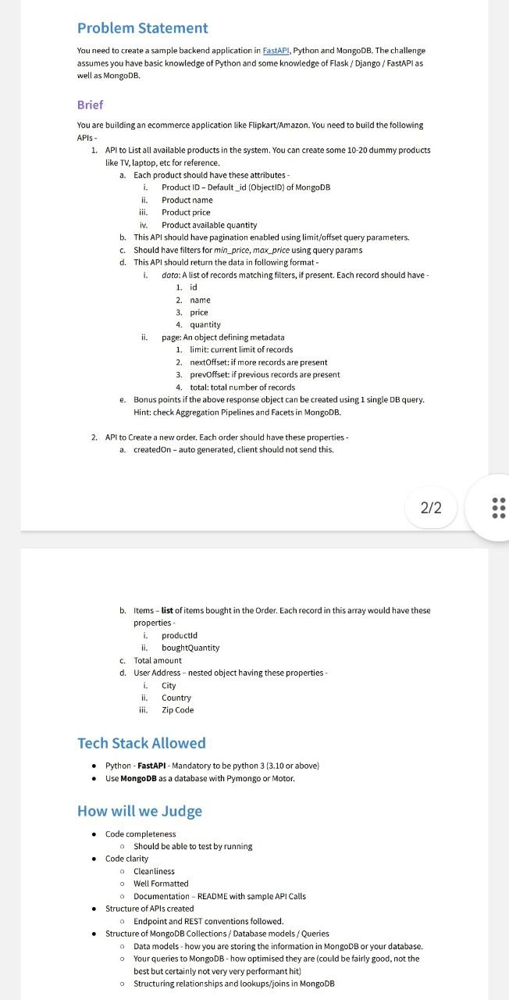 Problem Statement
You need to create a sample backend application in FastAPI, Python and MongoDB. The challenge
assumes you have basic knowledge of Python and some knowledge of Flask / Django / FastAPI as
well as MongoDB.
Brief
You are building an ecommerce application like Flipkart/Amazon. You need to build the following
APIs -
1. API to List all available products in the system. You can create some 10-20 dummy products
like TV, laptop, etc for reference.
a. Each product should have these attributes -
i. Product ID – Default _id (ObjectID) of MongoDB
ii. Product name
iii. Product price
iv. Product available quantity
b. This API should have pagination enabled using limit/offset query parameters.
c. Should have filters for min_price, max_price using query params
d. This API should return the data in following format -
i. data: A list of records matching filters, if present. Each record should have -
1. id
2. name
3. price
4. quantity
ii. page: An object defining metadata
1. limit: current limit of records
2. nextOffset: if more records are present
3. prevOffset: if previous records are present
4. total: total number of records
e. Bonus points if the above response object can be created using 1 single DB query.
Hint: check Aggregation Pipelines and Facets in MongoDB.
2. API to Create a new order. Each order should have these properties -
a. createdOn – auto generated, client should not send this.
2/2
b. Items – list of items bought in the Order. Each record in this array would have these
properties -
i. productId
ii. boughtQuantity
c. Total amount
d. User Address – nested object having these properties -
i. City
ii. Country
iii. Zip Code
Tech Stack Allowed
• Python - FastAPI - Mandatory to be python 3 (3.10 or above)
• Use MongoDB as a database with Pymongo or Motor.
How will we Judge
• Code completeness
○ Should be able to test by running
• Code clarity
○ Cleanliness
○ Well Formatted
○ Documentation – README with sample API Calls
• Structure of APIs created
○ Endpoint and REST conventions followed.
• Structure of MongoDB Collections / Database models / Queries
○ Data models - how you are storing the information in MongoDB or your database.
○ Your queries to MongoDB - how optimised they are (could be fairly good, not the
best but certainly not very very performant hit)
○ Structuring relationships and lookups/joins in MongoDB